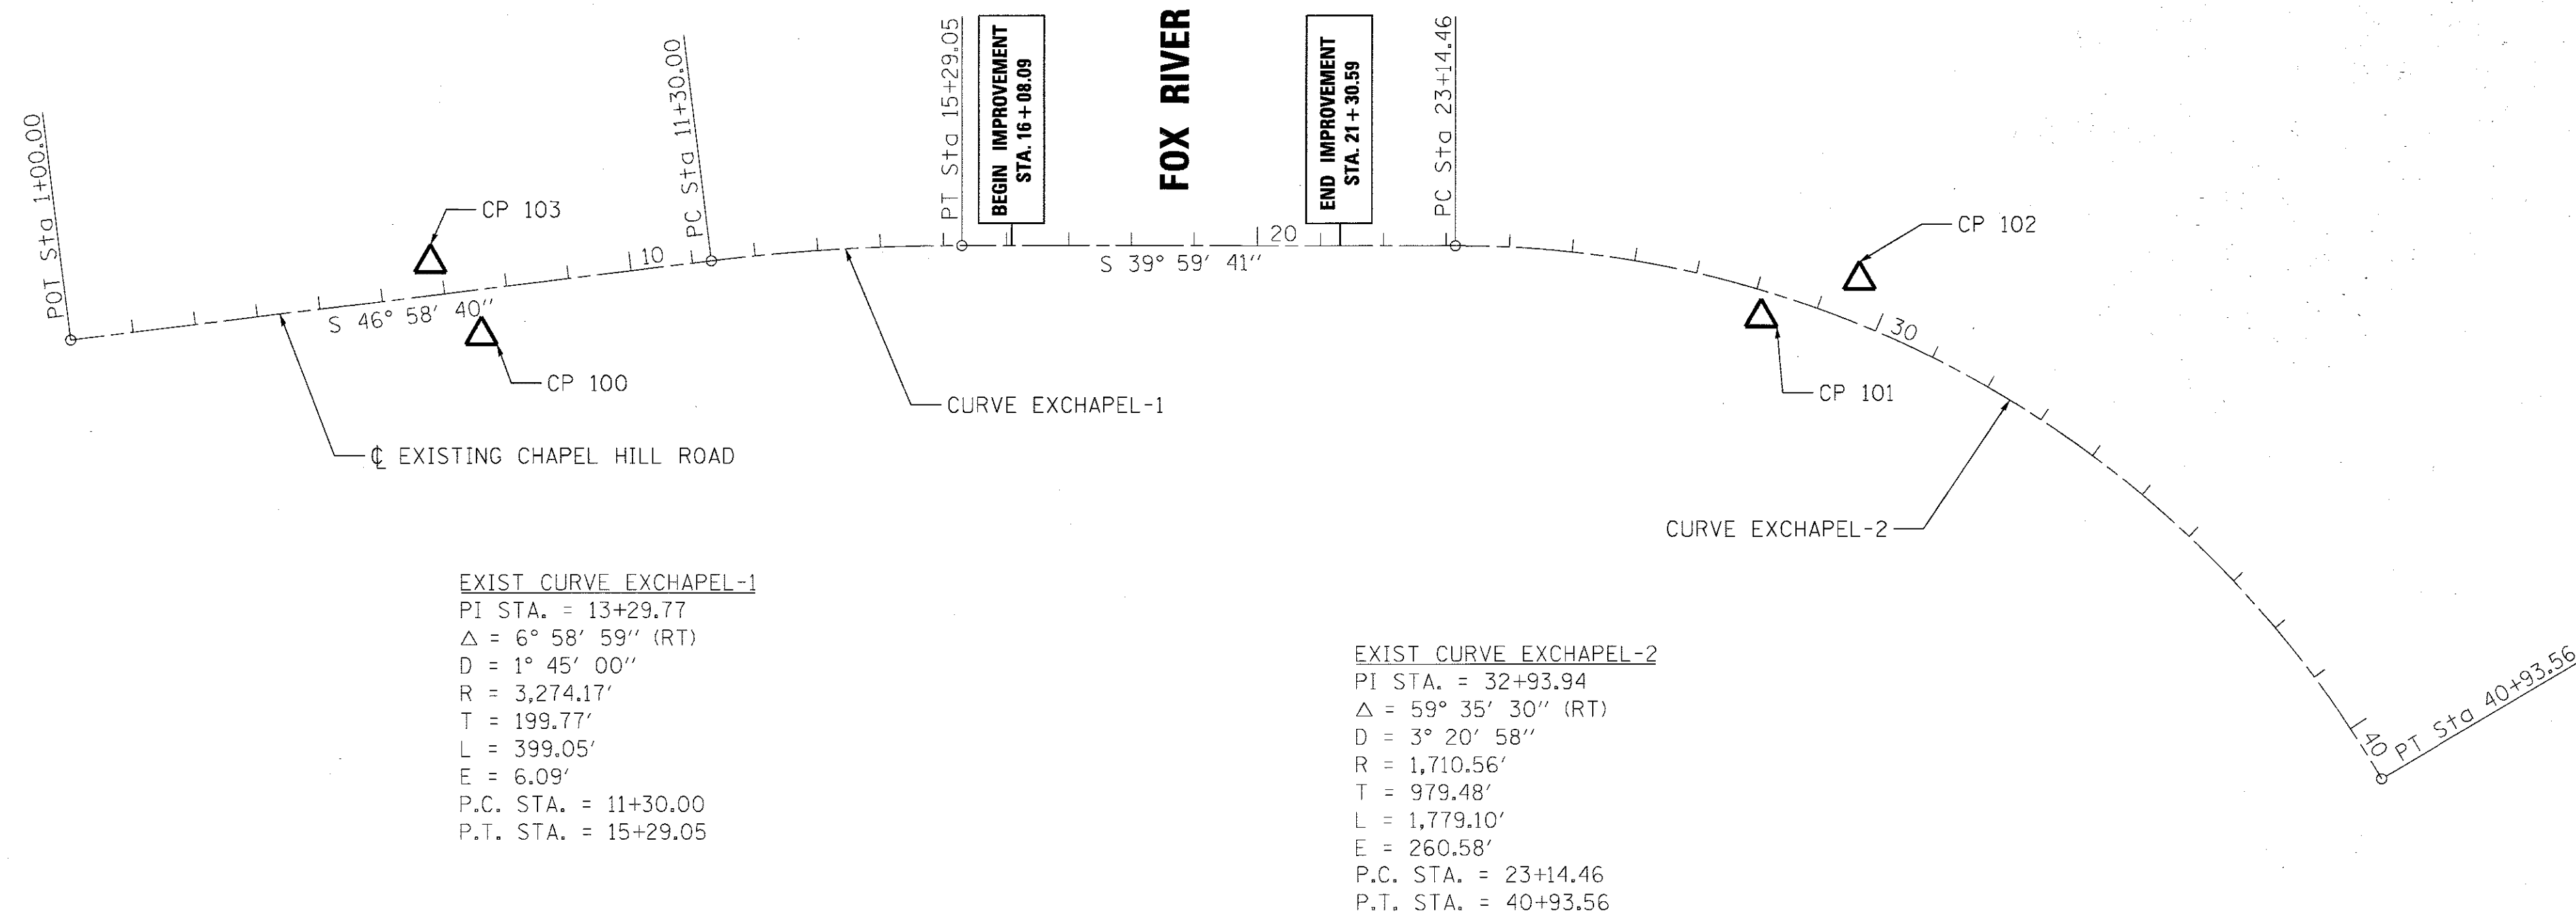 POT Sta 1+00.00
CP 103
PC Sta 11+30.00
10
S 46° 58′ 40″
CP 100
℄ EXISTING CHAPEL HILL ROAD
PT Sta 15+29.05
BEGIN IMPROVEMENT
STA. 16+08.09
FOX RIVER
END IMPROVEMENT
STA. 21+30.59
PC Sta 23+14.46
20
S 39° 59′ 41″
CURVE EXCHAPEL-1
CP 102
30
CP 101
CURVE EXCHAPEL-2
40
PT Sta 40+93.56
EXIST CURVE EXCHAPEL-1
PI STA. = 13+29.77
Δ = 6° 58′ 59″ (RT)
D = 1° 45′ 00″
R = 3,274.17′
T = 199.77′
L = 399.05′
E = 6.09′
P.C. STA. = 11+30.00
P.T. STA. = 15+29.05
EXIST CURVE EXCHAPEL-2
PI STA. = 32+93.94
Δ = 59° 35′ 30″ (RT)
D = 3° 20′ 58″
R = 1,710.56′
T = 979.48′
L = 1,779.10′
E = 260.58′
P.C. STA. = 23+14.46
P.T. STA. = 40+93.56